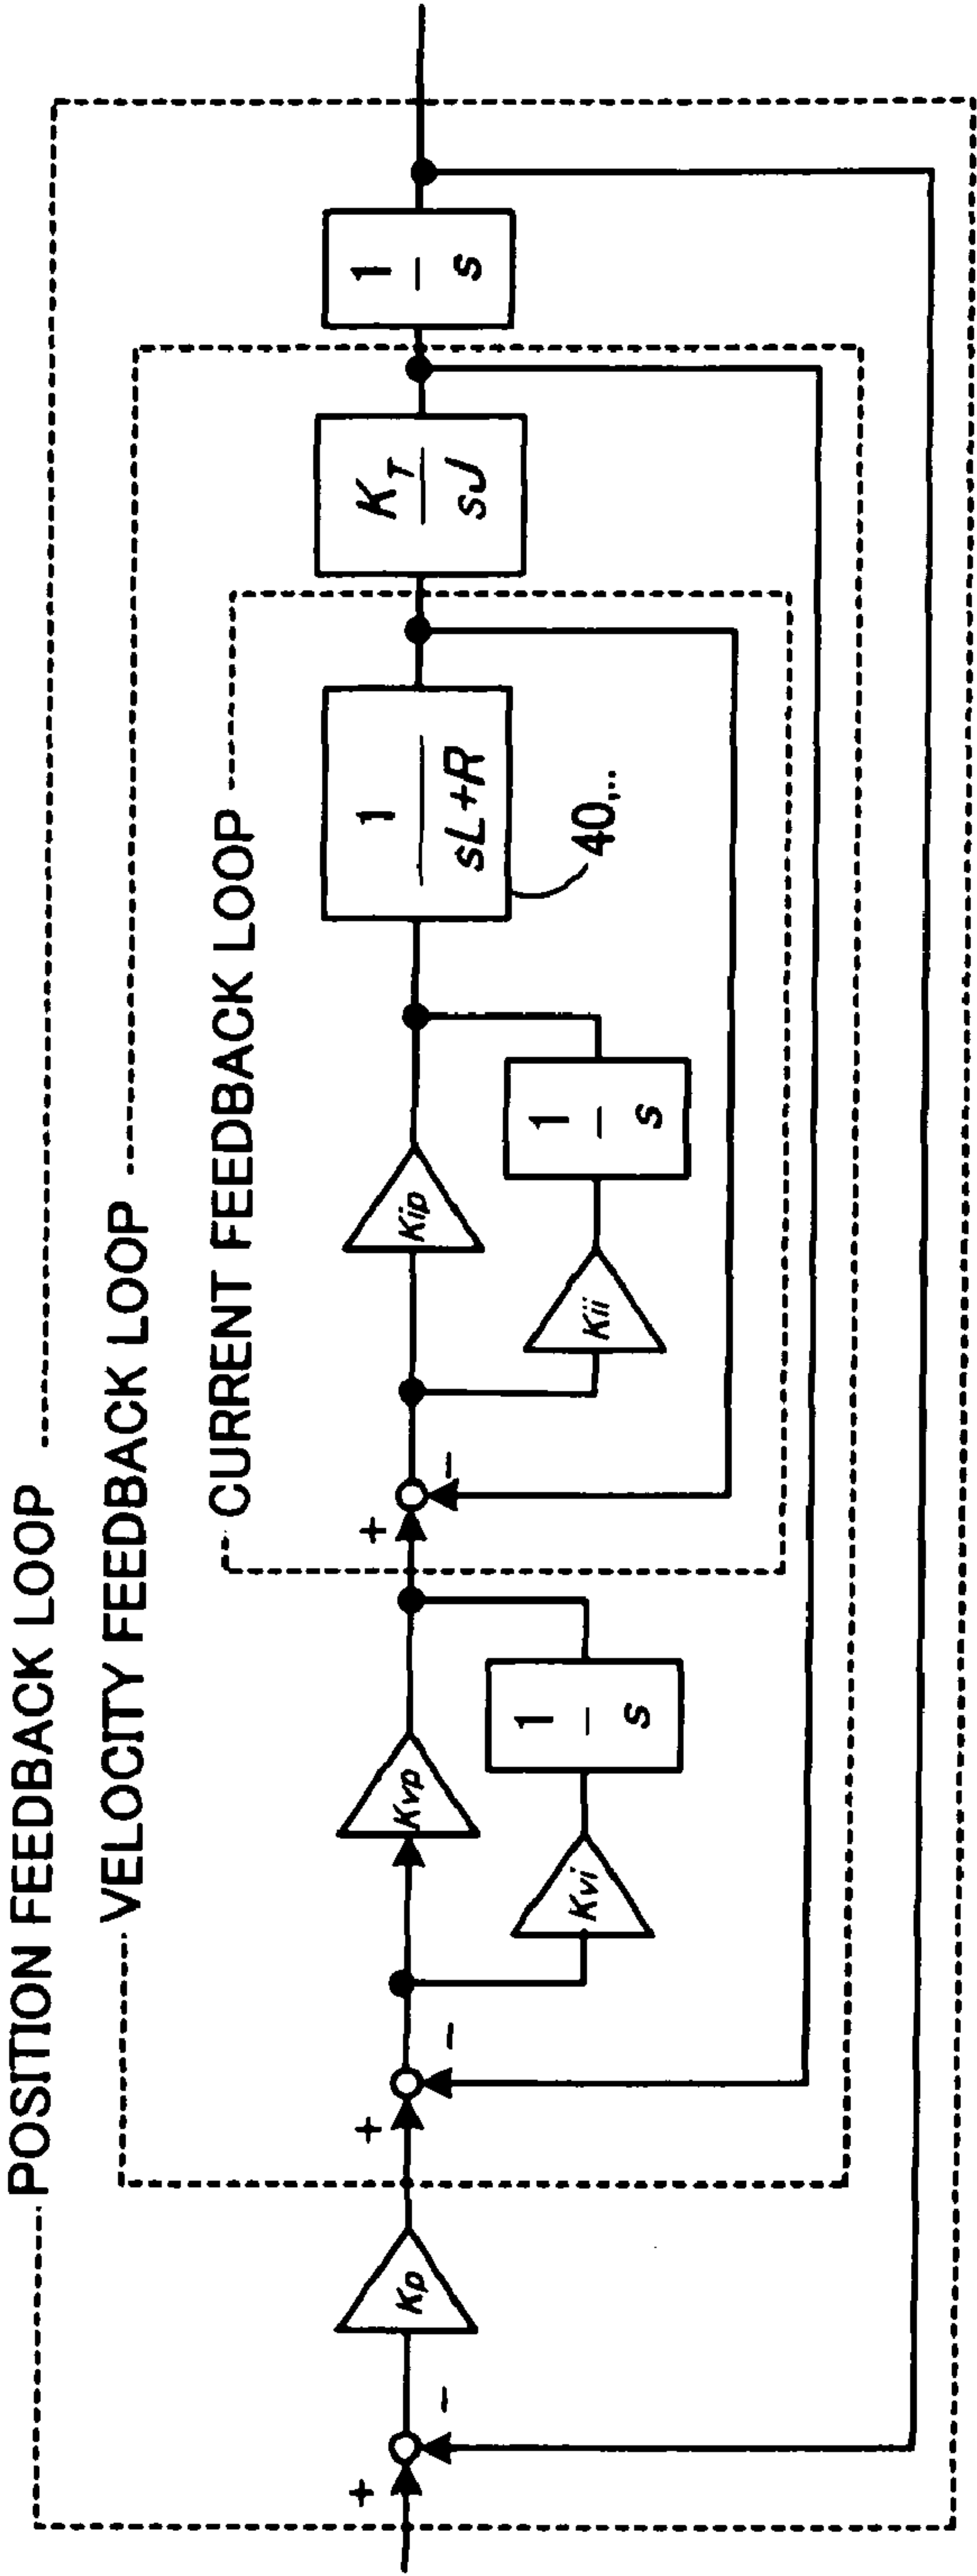 POSITION FEEDBACK LOOP
VELOCITY FEEDBACK LOOP
CURRENT FEEDBACK LOOP
+
−
Kp
+
−
Kvp
Kvi
1
s
+
−
Kip
Kii
1
s
1
sL+R
40,..
KT
sJ
1
s